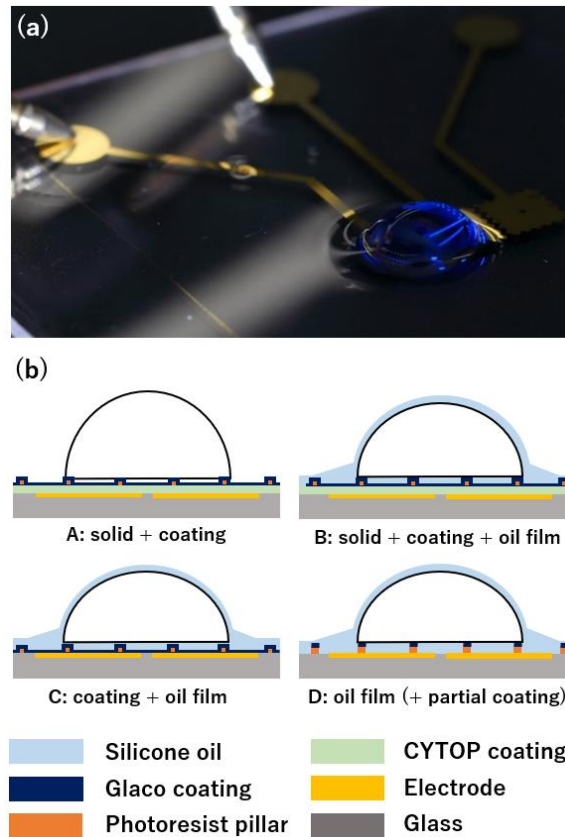 (a)
(b)
A: solid + coating
B: solid + coating + oil film
C: coating + oil film
D: oil film (+ partial coating)
Silicone oil
CYTOP coating
Glaco coating
Electrode
Photoresist pillar
Glass